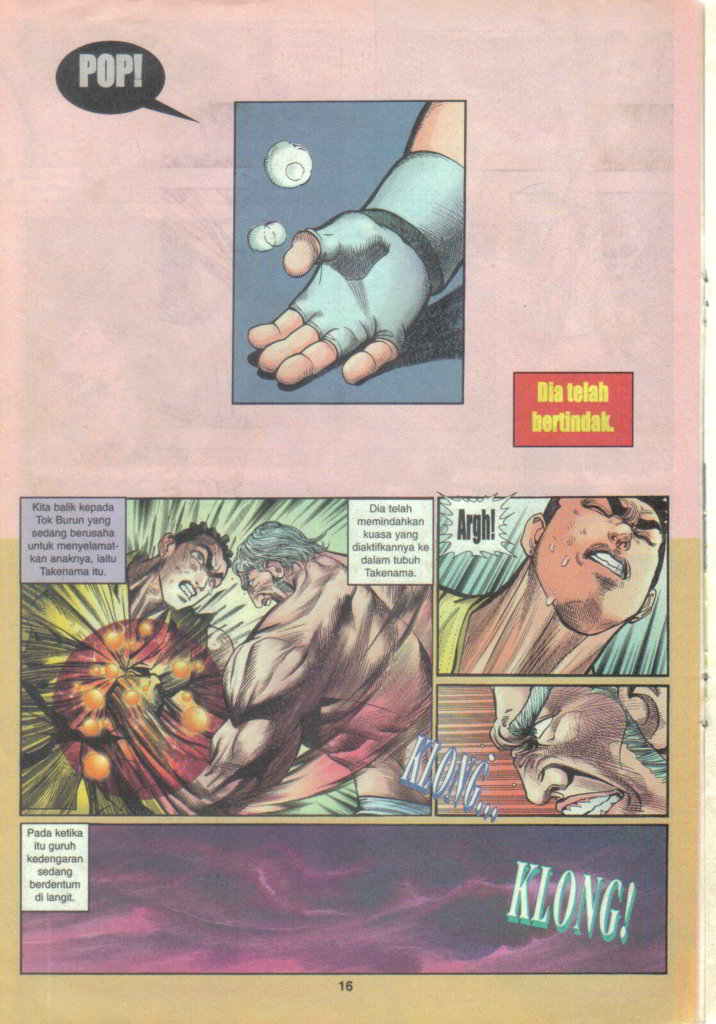 POP!
Dia telah
bertindak.
Kita balik kepada
Tok Burun yang
sedang berusaha
untuk menyelamat-
kan anaknya, iaitu
Takenama itu.
Dia telah
memindahkan
kuasa yang
diaktifkannya ke
dalam tubuh
Takenama.
Argh!
KLONG...
Pada ketika
itu guruh
kedengaran
sedang
berdentum
di langit.
KLONG!
16